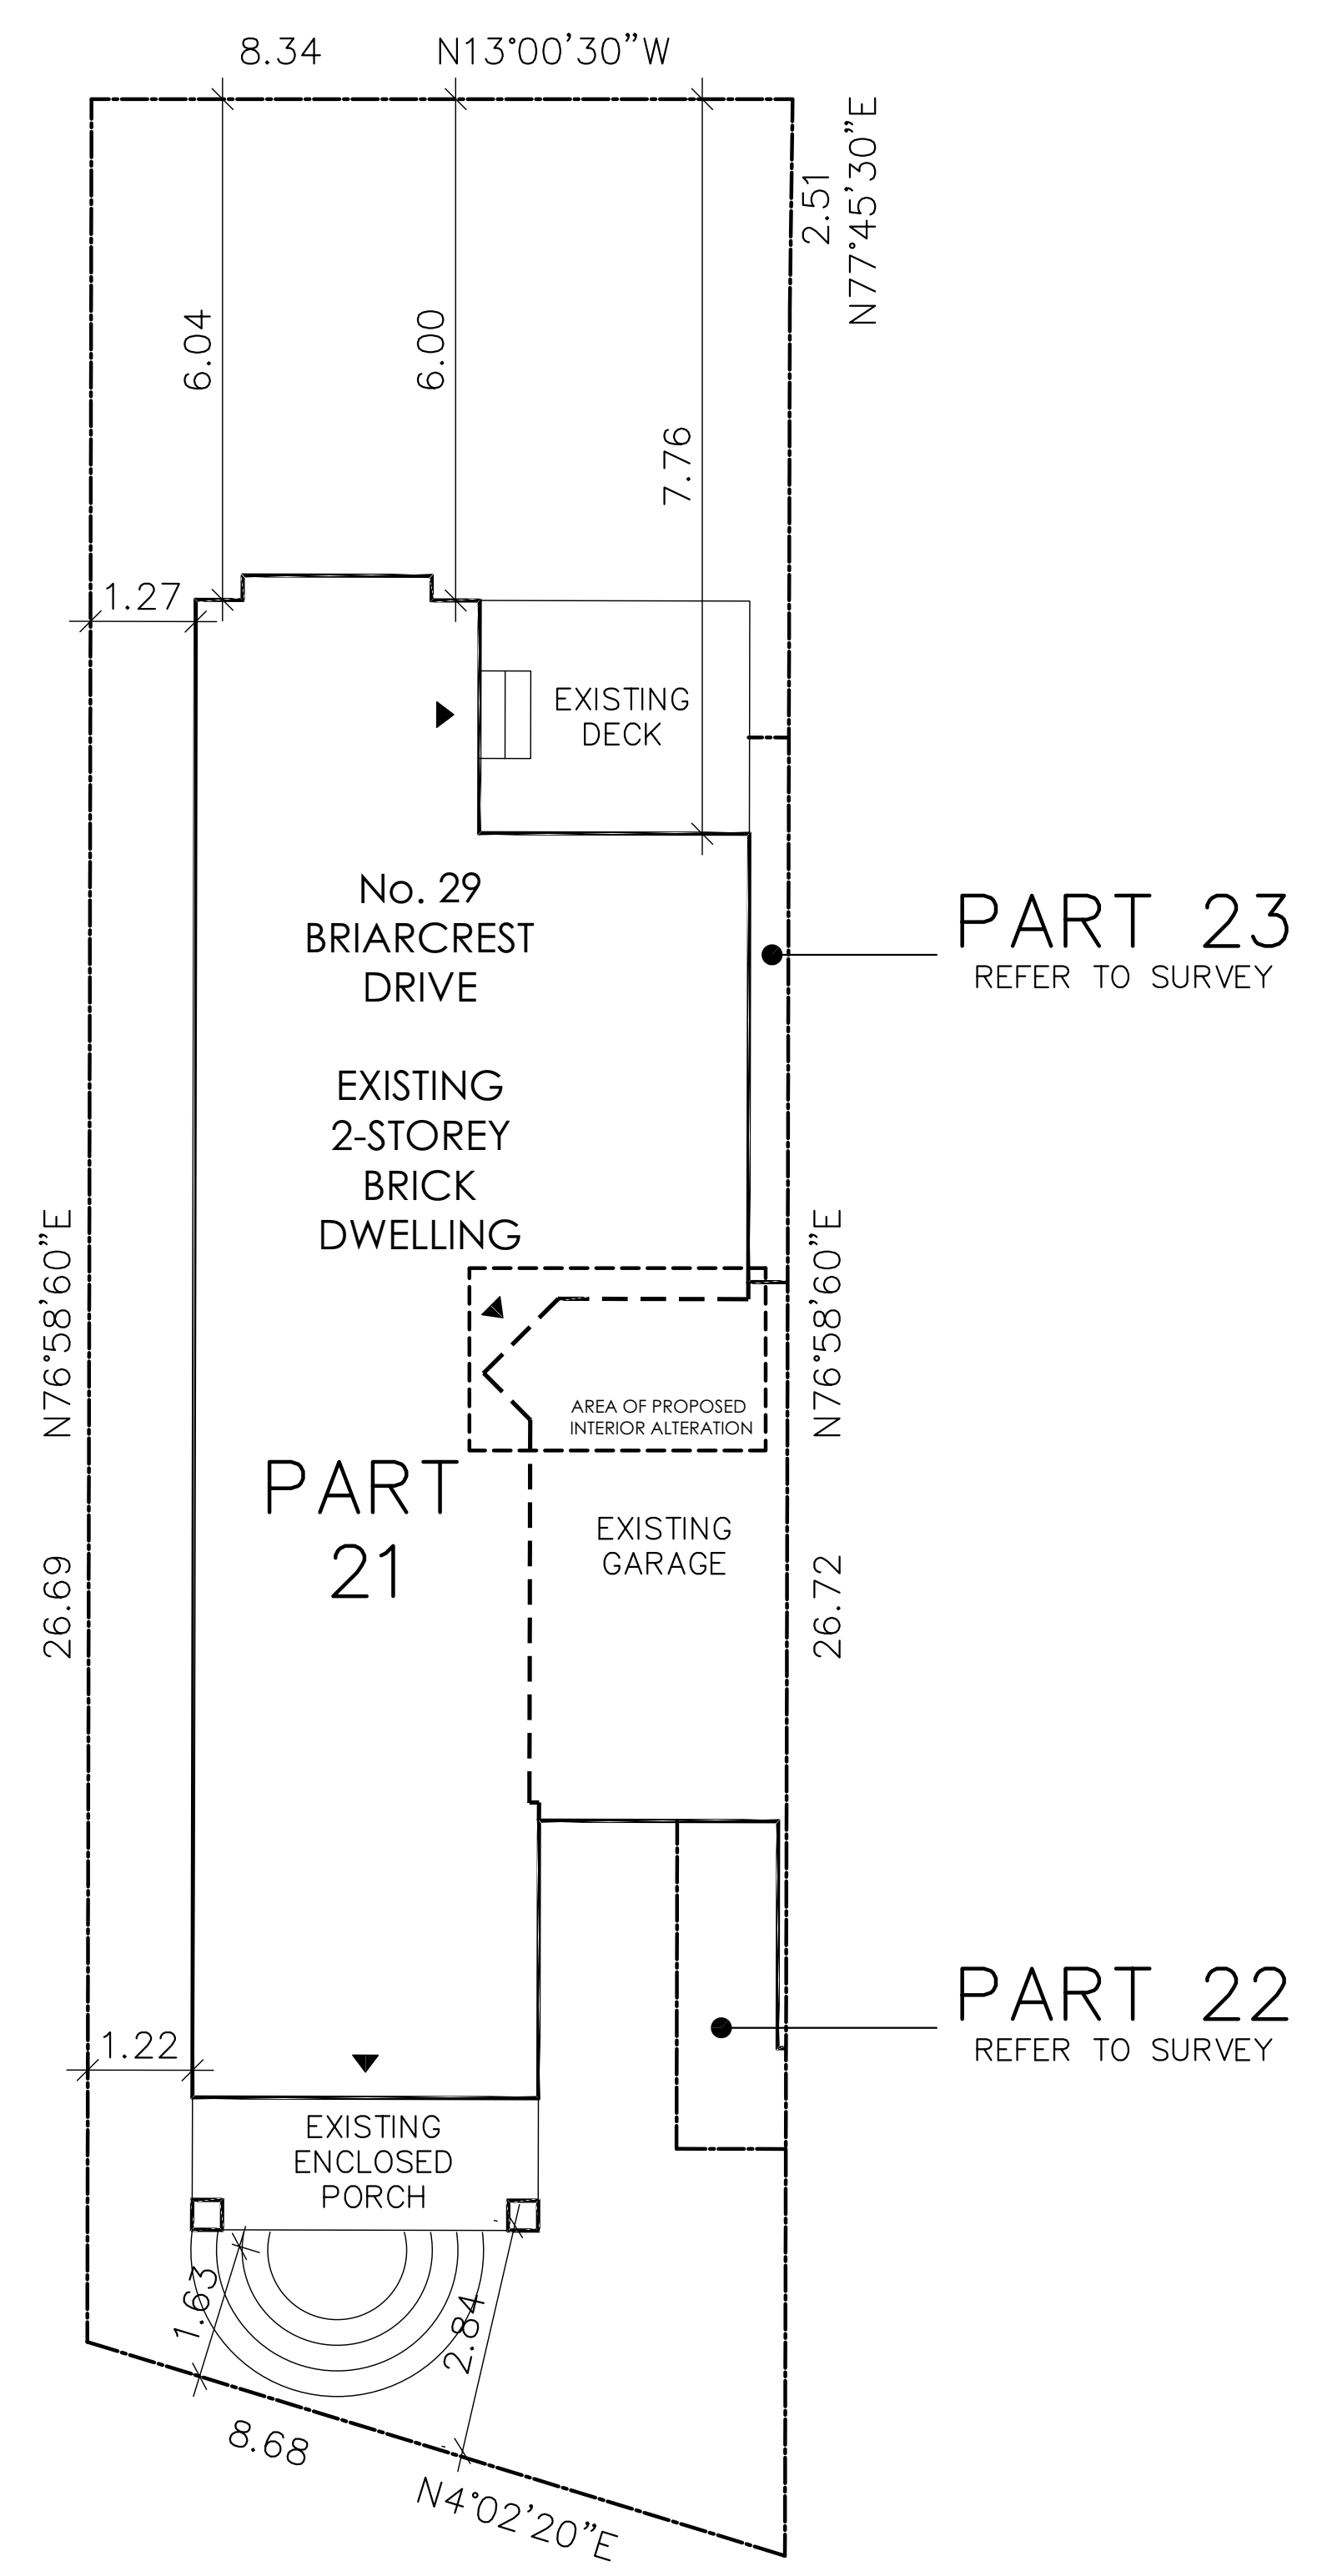 8.34 N13°00'30"W
2.51
N77°45'30"E
6.04
6.00
7.76
1.27
EXISTING
DECK
No. 29
BRIARCREST
DRIVE
PART 23
REFER TO SURVEY
EXISTING
2-STOREY
BRICK
DWELLING
N76°58'60"E
N76°58'60"E
AREA OF PROPOSED
INTERIOR ALTERATION
PART
21
EXISTING
GARAGE
26.69
26.72
PART 22
REFER TO SURVEY
1.22
EXISTING
ENCLOSED
PORCH
1.63
2.84
8.68
N4°02'20"E